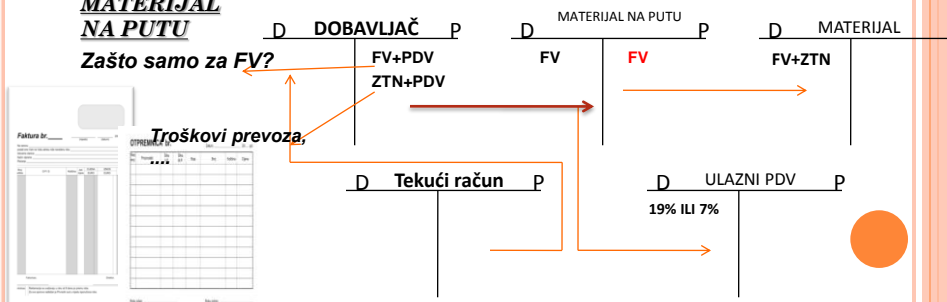 MATERIJAL
NA PUTU
Zašto samo za FV?
D DOBAVLJAČ P
FV+PDV
ZTN+PDV
D MATERIJAL NA PUTU P
FV FV
D MATERIJAL
FV+ZTN
Faktura br.
Troškovi prevoza,
....
OTPREMNICA br.
D Tekući račun P
D ULAZNI PDV P
19% ILI 7%